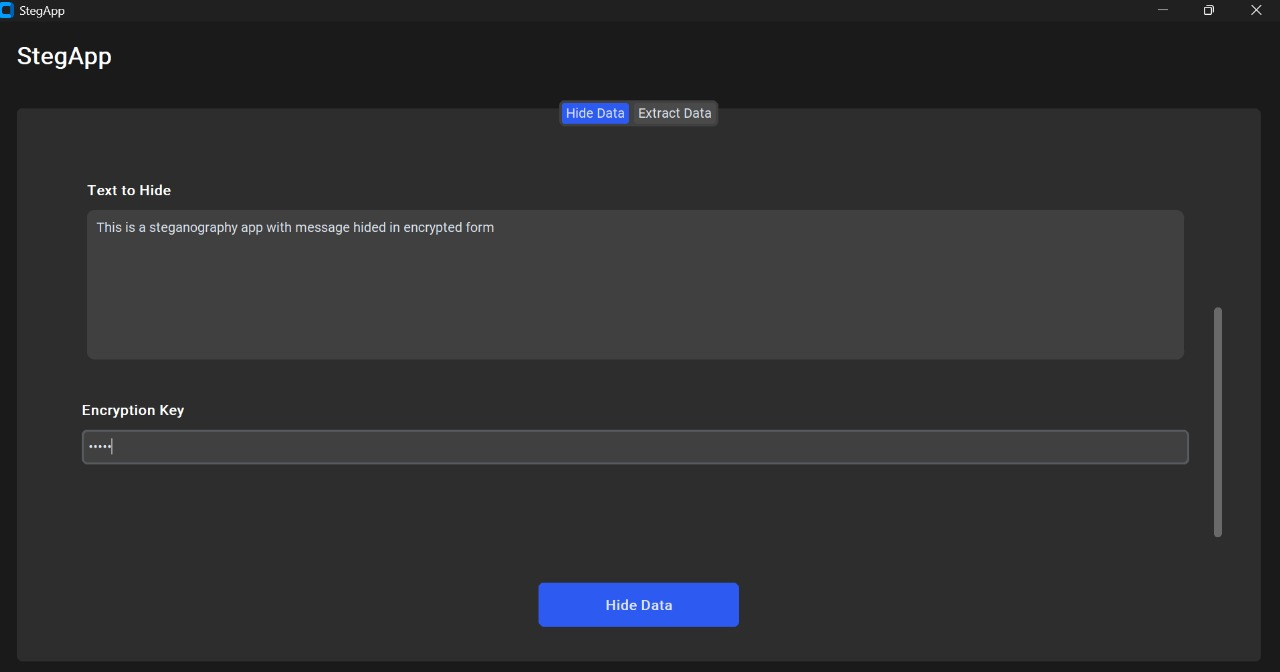 StegApp
StegApp
Hide Data Extract Data
Text to Hide
This is a steganography app with message hided in encrypted form
Encryption Key
•••••
Hide Data